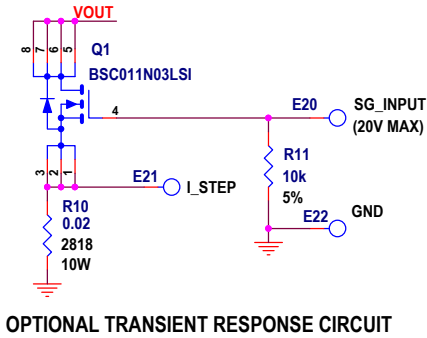 VOUT
8
7
6
5
Q1
BSC011N03LSI
4
E20
SG_INPUT
(20V MAX)
3
2
1
E21
I_STEP
R11
10k
5%
E22
GND
R10
0.02
2818
10W
OPTIONAL TRANSIENT RESPONSE CIRCUIT